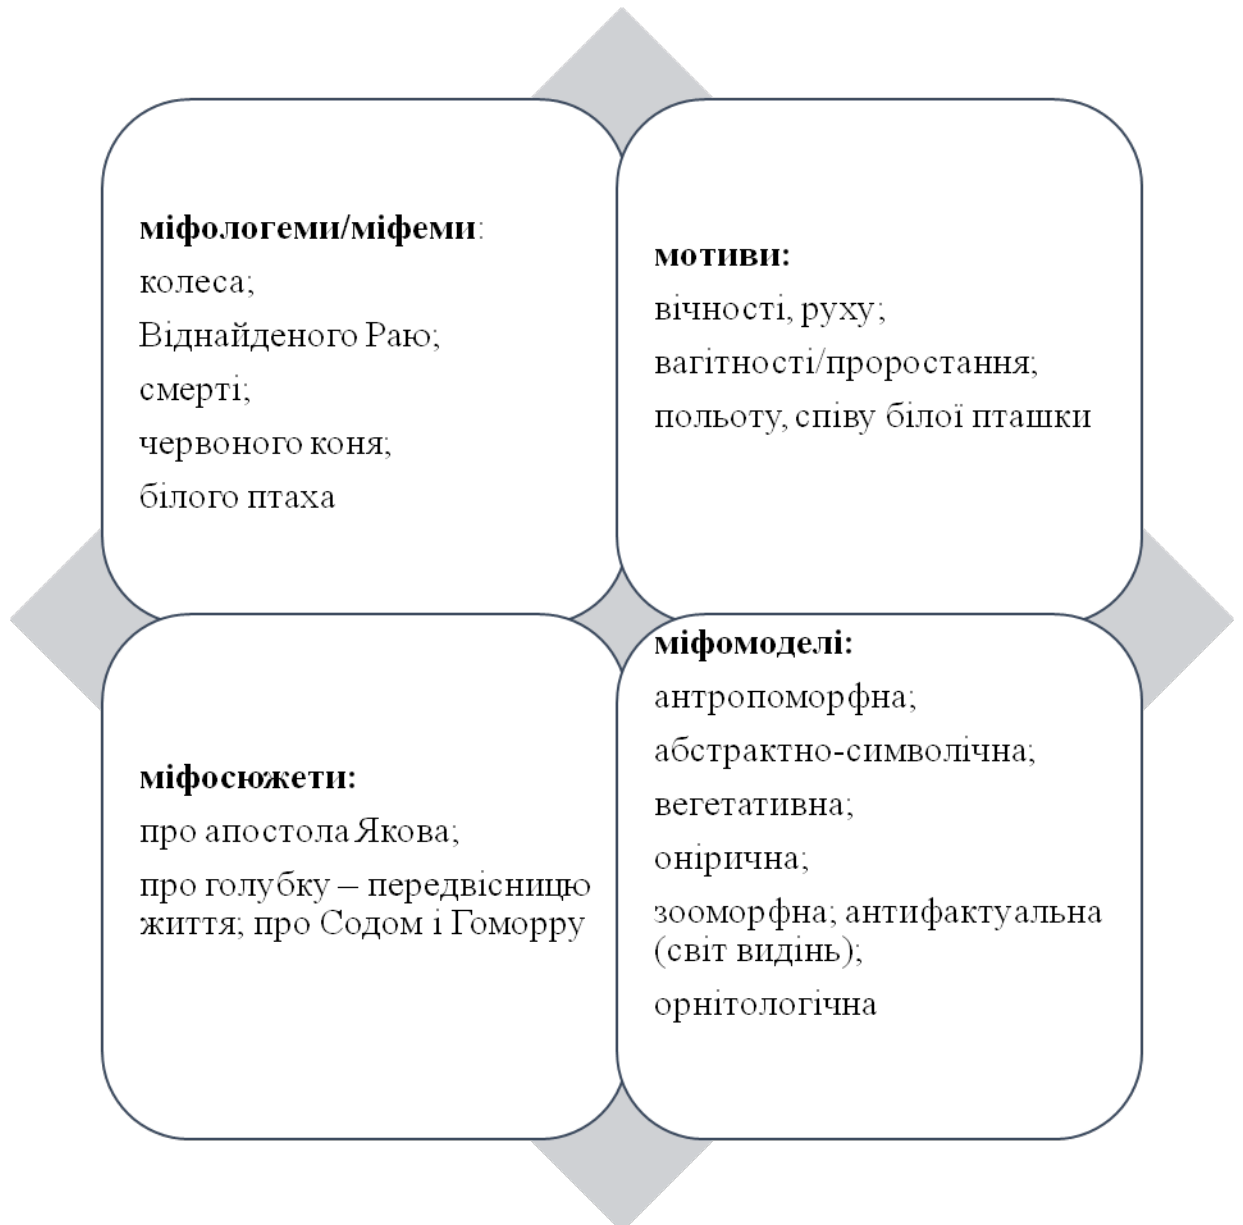 міфологеми/міфеми:
колеса;
Віднайденого Раю;
смерті;
червоного коня;
білого птаха
мотиви:
вічності, руху;
вагітності/проростання;
польоту, співу білої пташки
міфосюжети:
про апостола Якова;
про голубку – передвісницю
життя; про Содом і Гоморру
міфомоделі:
антропоморфна;
абстрактно-символічна;
вегетативна;
онірична;
зооморфна; антифактуальна
(світ видінь);
орнітологічна